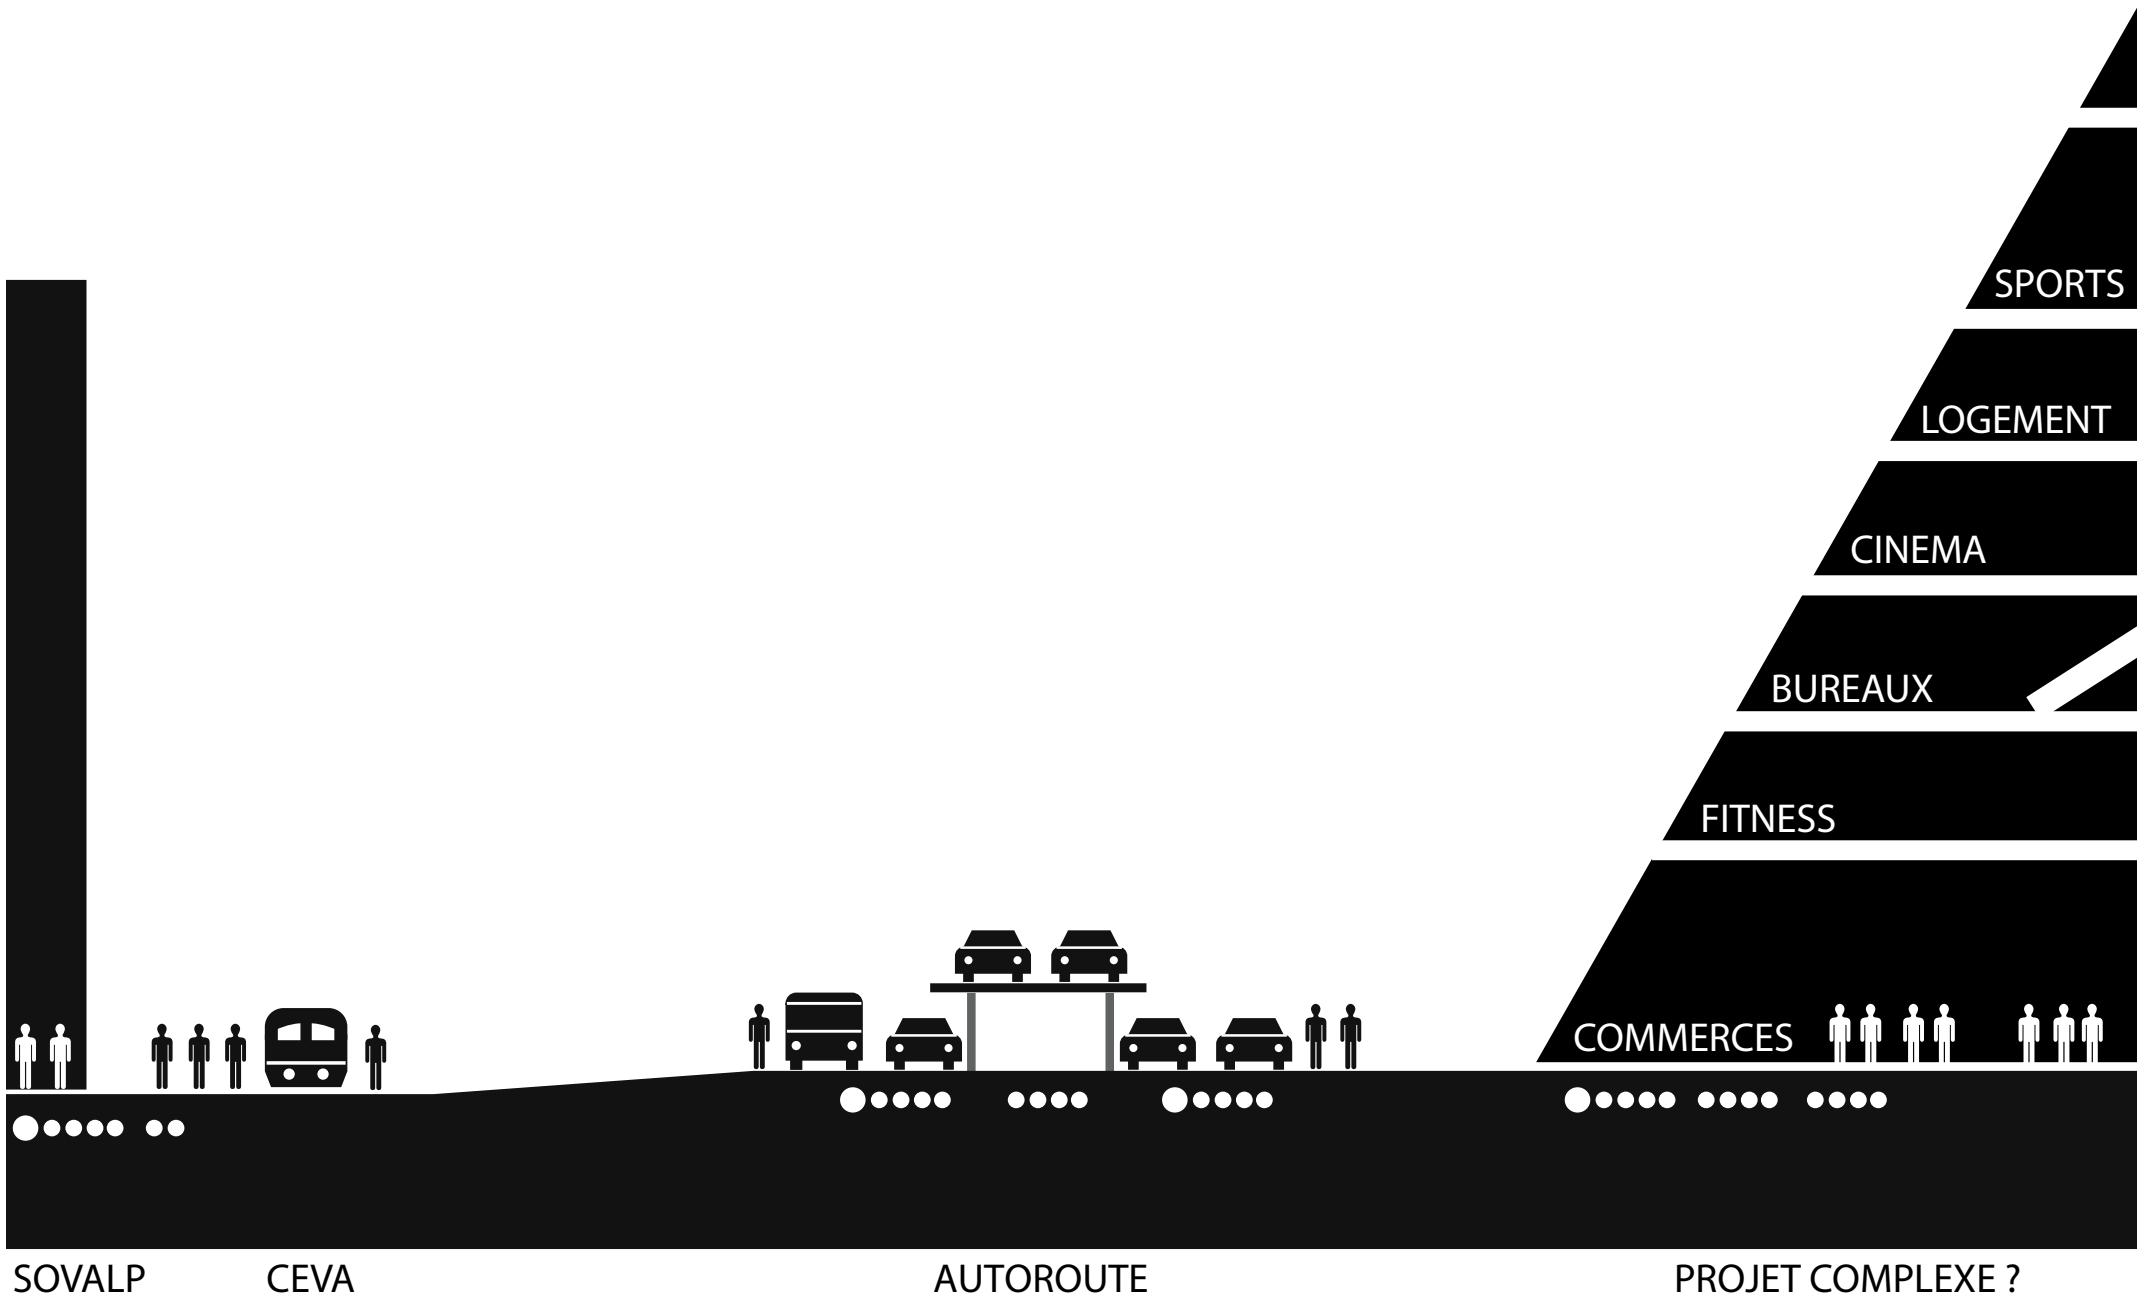 SPORTS
LOGEMENT
CINEMA
BUREAUX
FITNESS
COMMERCES
SOVALP
CEVA
AUTOROUTE
PROJET COMPLEXE ?